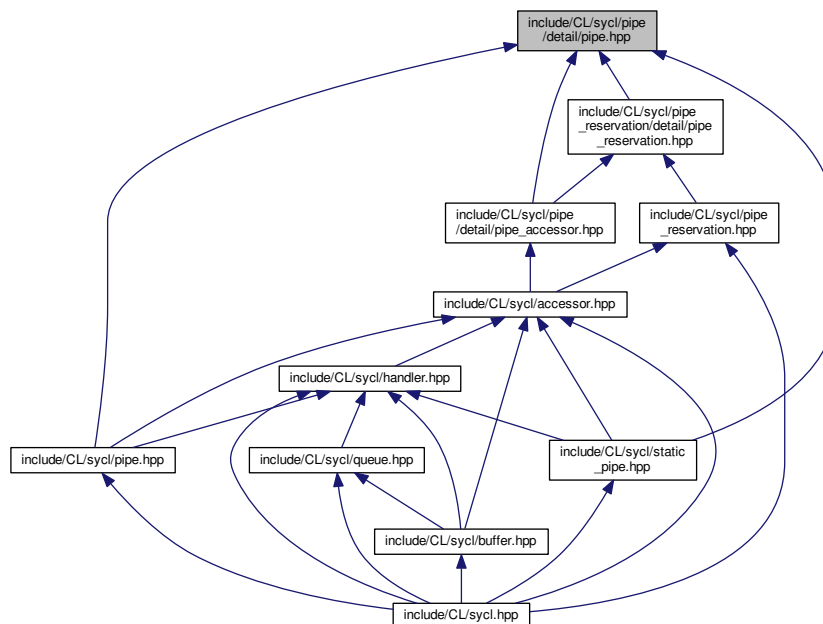 include/CL/sycl/pipe
/detail/pipe.hpp
include/CL/sycl/pipe
_reservation/detail/pipe
_reservation.hpp
include/CL/sycl/pipe
/detail/pipe_accessor.hpp
include/CL/sycl/pipe
_reservation.hpp
include/CL/sycl/accessor.hpp
include/CL/sycl/handler.hpp
include/CL/sycl/pipe.hpp
include/CL/sycl/queue.hpp
include/CL/sycl/static
_pipe.hpp
include/CL/sycl/buffer.hpp
include/CL/sycl.hpp